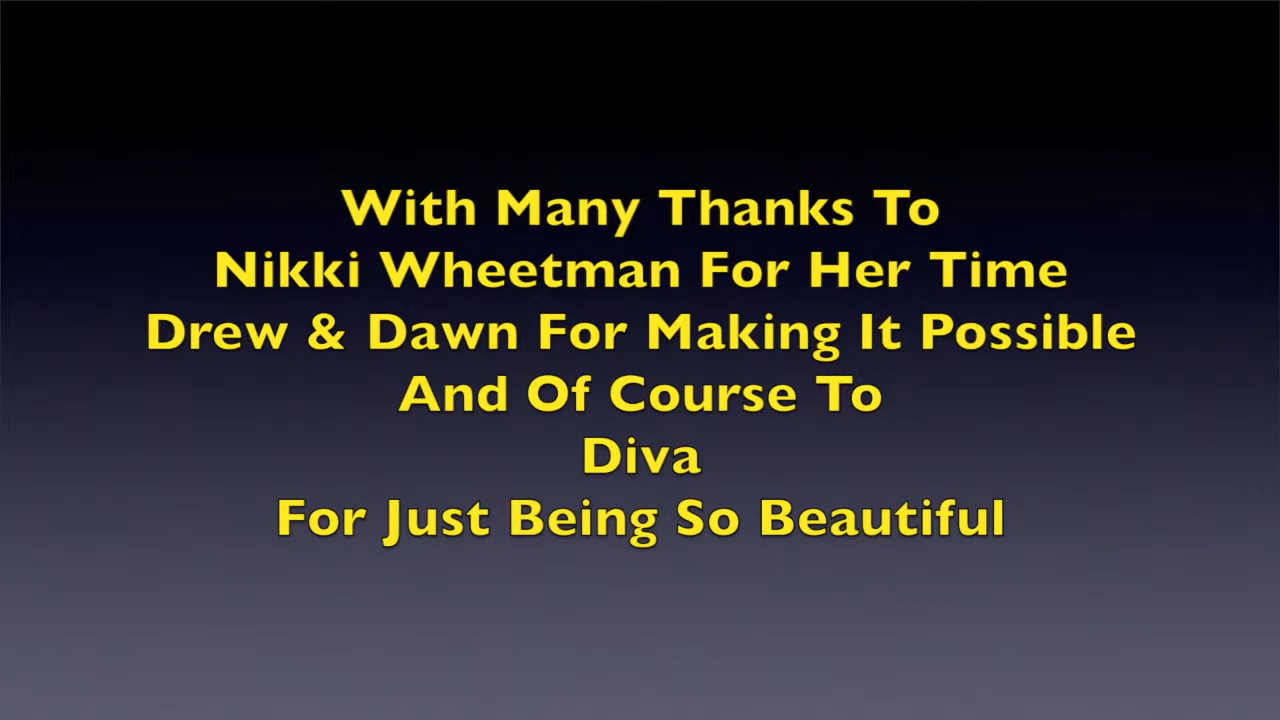 With Many Thanks To
Nikki Wheetman For Her Time
Drew & Dawn For Making It Possible
And Of Course To
Diva
For Just Being So Beautiful